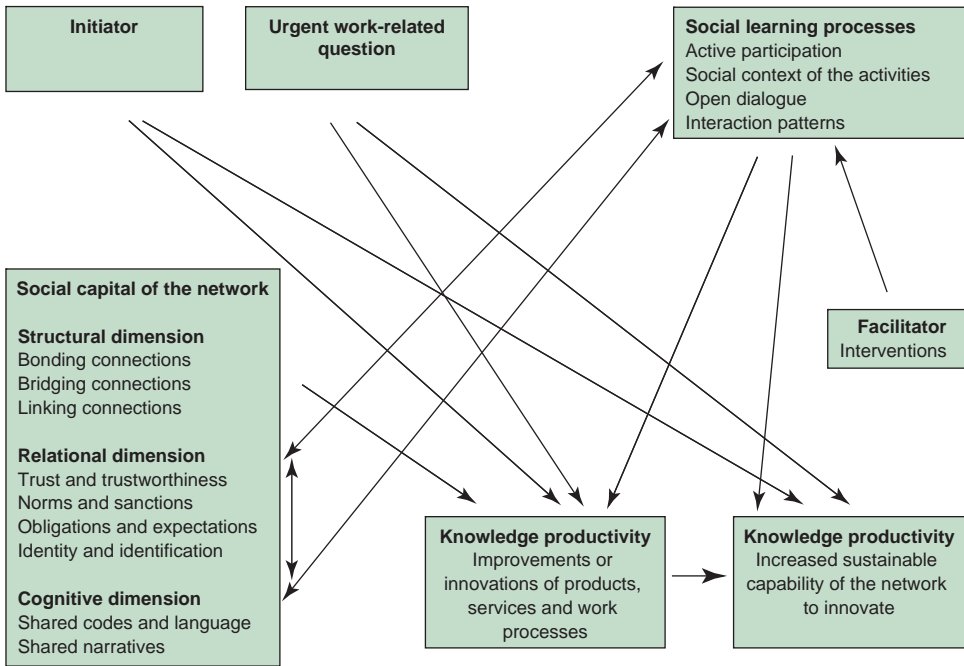 Initiator
Urgent work-related
question
Social learning processes
Active participation
Social context of the activities
Open dialogue
Interaction patterns
Social capital of the network
Structural dimension
Bonding connections
Bridging connections
Linking connections
Relational dimension
Trust and trustworthiness
Norms and sanctions
Obligations and expectations
Identity and identification
Cognitive dimension
Shared codes and language
Shared narratives
Facilitator
Interventions
Knowledge productivity
Improvements or
innovations of products,
services and work
processes
Knowledge productivity
Increased sustainable
capability of the network
to innovate